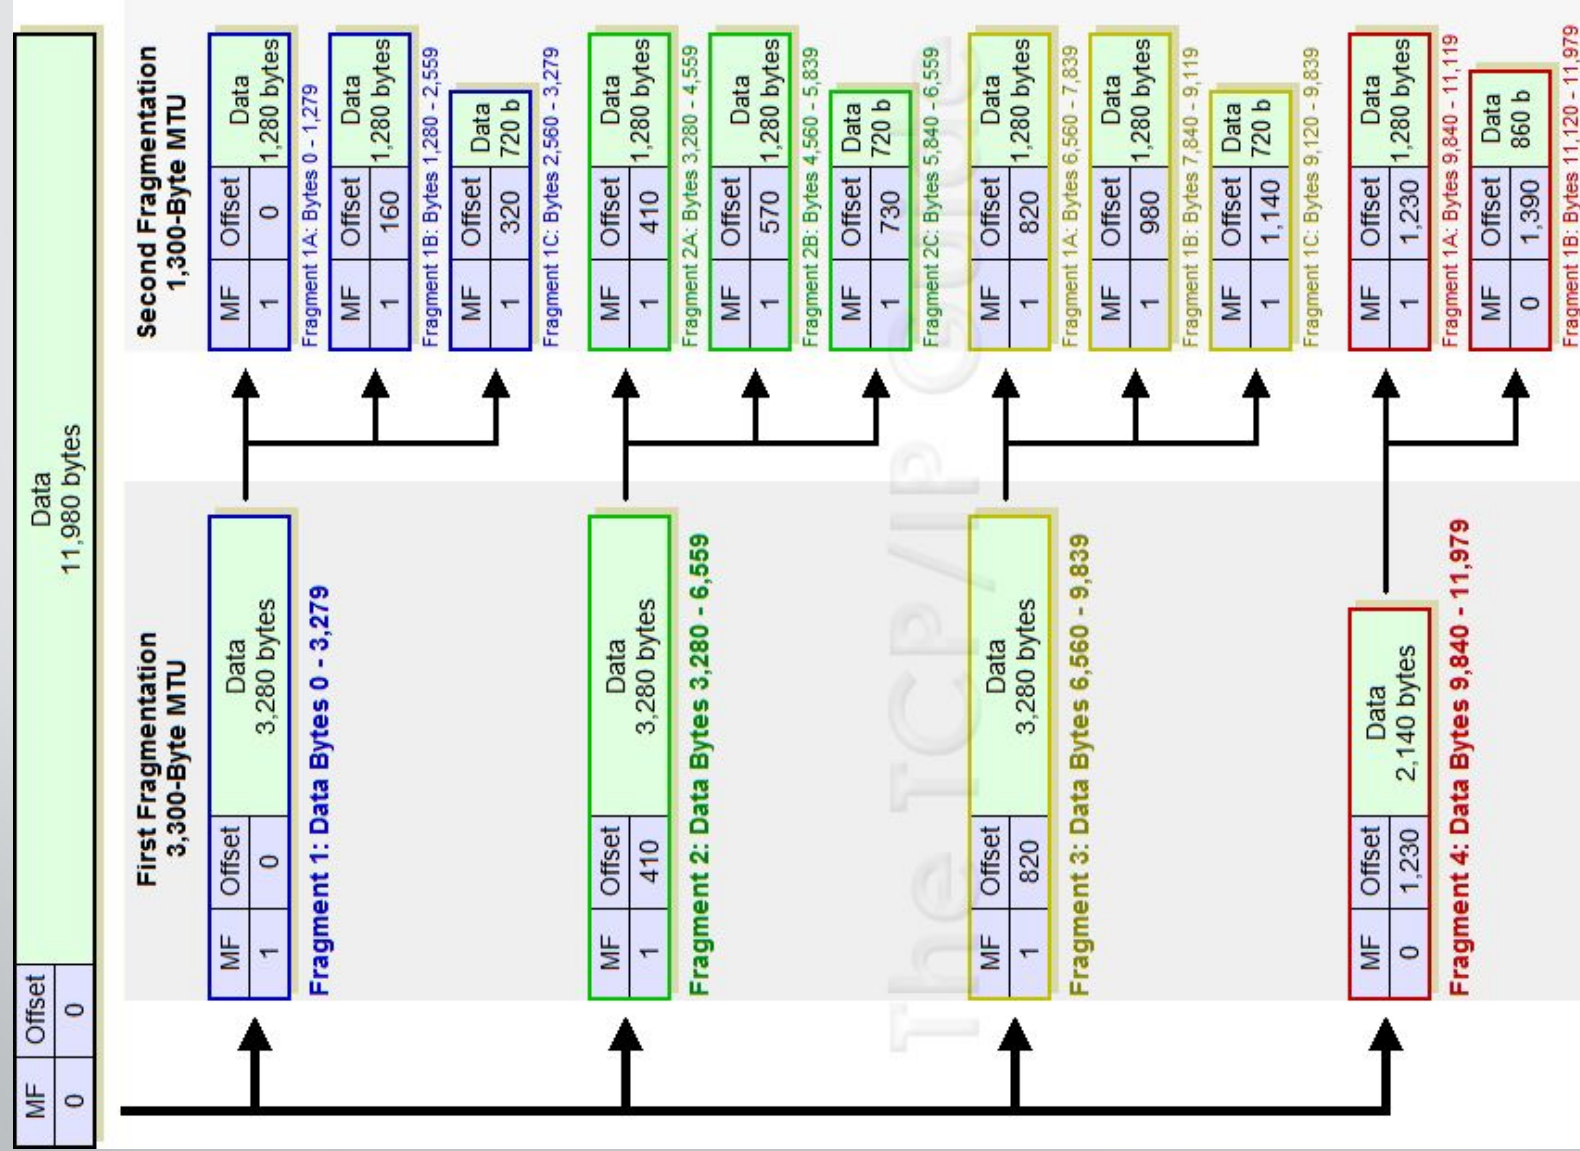 MF Offset
0 0
Data
11,980 bytes
First Fragmentation
3,300-Byte MTU
MF Offset Data
1 0 3,280 bytes
Fragment 1: Data Bytes 0 - 3,279
MF Offset Data
1 410 3,280 bytes
Fragment 2: Data Bytes 3,280 - 6,559
MF Offset Data
1 820 3,280 bytes
Fragment 3: Data Bytes 6,560 - 9,839
MF Offset Data
0 1,230 2,140 bytes
Fragment 4: Data Bytes 9,840 - 11,979
Second Fragmentation
1,300-Byte MTU
MF Offset Data
1 0 1,280 bytes
Fragment 1A: Bytes 0 - 1,279
MF Offset Data
1 160 1,280 bytes
Fragment 1B: Bytes 1,280 - 2,559
MF Offset Data
1 320 720 b
Fragment 1C: Bytes 2,560 - 3,279
MF Offset Data
1 410 1,280 bytes
Fragment 2A: Bytes 3,280 - 4,559
MF Offset Data
1 570 1,280 bytes
Fragment 2B: Bytes 4,560 - 5,839
MF Offset Data
1 730 720 b
Fragment 2C: Bytes 5,840 - 6,559
MF Offset Data
1 820 1,280 bytes
Fragment 1A: Bytes 6,560 - 7,839
MF Offset Data
1 980 1,280 bytes
Fragment 1B: Bytes 7,840 - 9,119
MF Offset Data
1 1,140 720 b
Fragment 1C: Bytes 9,120 - 9,839
MF Offset Data
1 1,230 1,280 bytes
Fragment 1A: Bytes 9,840 - 11,119
MF Offset Data
0 1,390 860 b
Fragment 1B: Bytes 11,120 - 11,979
The TCP/IP Guide